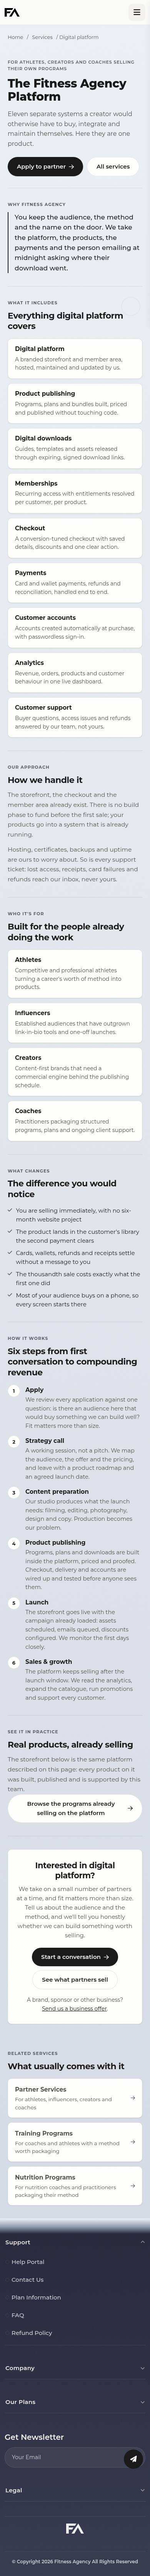 FA
Home / Services / Digital platform
FOR ATHLETES, CREATORS AND COACHES SELLING
THEIR OWN PROGRAMS
The Fitness Agency
Platform
Eleven separate systems a creator would
otherwise have to buy, integrate and
maintain themselves. Here they are one
product.
Apply to partner →
All services
WHY FITNESS AGENCY
You keep the audience, the method
and the name on the door. We take
the platform, the products, the
payments and the person emailing at
midnight asking where their
download went.
WHAT IT INCLUDES
Everything digital platform
covers
Digital platform
A branded storefront and member area,
hosted, maintained and updated by us.
Product publishing
Programs, plans and bundles built, priced
and published without touching code.
Digital downloads
Guides, templates and assets released
through expiring, signed download links.
Memberships
Recurring access with entitlements resolved
per customer, per product.
Checkout
A conversion-tuned checkout with saved
details, discounts and one clear action.
Payments
Card and wallet payments, refunds and
reconciliation, handled end to end.
Customer accounts
Accounts created automatically at purchase,
with passwordless sign-in.
Analytics
Revenue, orders, products and customer
behaviour in one live dashboard.
Customer support
Buyer questions, access issues and refunds
answered by our team, not yours.
OUR APPROACH
How we handle it
The storefront, the checkout and the
member area already exist. There is no build
phase to fund before the first sale; your
products go into a system that is already
running.
Hosting, certificates, backups and uptime
are ours to worry about. So is every support
ticket: lost access, receipts, card failures and
refunds reach our inbox, never yours.
WHO IT'S FOR
Built for the people already
doing the work
Athletes
Competitive and professional athletes
turning a career's worth of method into
products.
Influencers
Established audiences that have outgrown
link-in-bio tools and one-off launches.
Creators
Content-first brands that need a
commercial engine behind the publishing
schedule.
Coaches
Practitioners packaging structured
programs, plans and ongoing client support.
WHAT CHANGES
The difference you would
notice
You are selling immediately, with no six-
month website project
The product lands in the customer's library
the second payment clears
Cards, wallets, refunds and receipts settle
without a message to you
The thousandth sale costs exactly what the
first one did
Most of your audience buys on a phone, so
every screen starts there
HOW IT WORKS
Six steps from first
conversation to compounding
revenue
1 Apply
We review every application against one
question: is there an audience here that
would buy something we can build well?
Fit matters more than size.
2 Strategy call
A working session, not a pitch. We map
the audience, the offer and the pricing,
and leave with a product roadmap and
an agreed launch date.
3 Content preparation
Our studio produces what the launch
needs: filming, editing, photography,
design and copy. Production becomes
our problem.
4 Product publishing
Programs, plans and downloads are built
inside the platform, priced and proofed.
Checkout, delivery and accounts are
wired up and tested before anyone sees
them.
5 Launch
The storefront goes live with the
campaign already loaded: assets
scheduled, emails queued, discounts
configured. We monitor the first days
closely.
6 Sales & growth
The platform keeps selling after the
launch window. We read the analytics,
expand the catalogue, run promotions
and support every customer.
SEE IT IN PRACTICE
Real products, already selling
The storefront below is the same platform
described on this page: every product on it
was built, published and is supported by this
team.
Browse the programs already
selling on the platform →
Interested in digital
platform?
We take on a small number of partners
at a time, and fit matters more than size.
Tell us about the audience and the
method, and we'll tell you honestly
whether we can build something worth
selling.
Start a conversation →
See what partners sell
A brand, sponsor or other business?
Send us a business offer.
RELATED SERVICES
What usually comes with it
Partner Services
For athletes, influencers, creators and
coaches
Training Programs
For coaches and athletes with a method
worth packaging
Nutrition Programs
For nutrition coaches and practitioners
packaging their method
Support
Help Portal
Contact Us
Plan Information
FAQ
Refund Policy
Company
Our Plans
Get Newsletter
Your Email
Legal
FA
© Copyright 2026 Fitness Agency All Rights Reserved